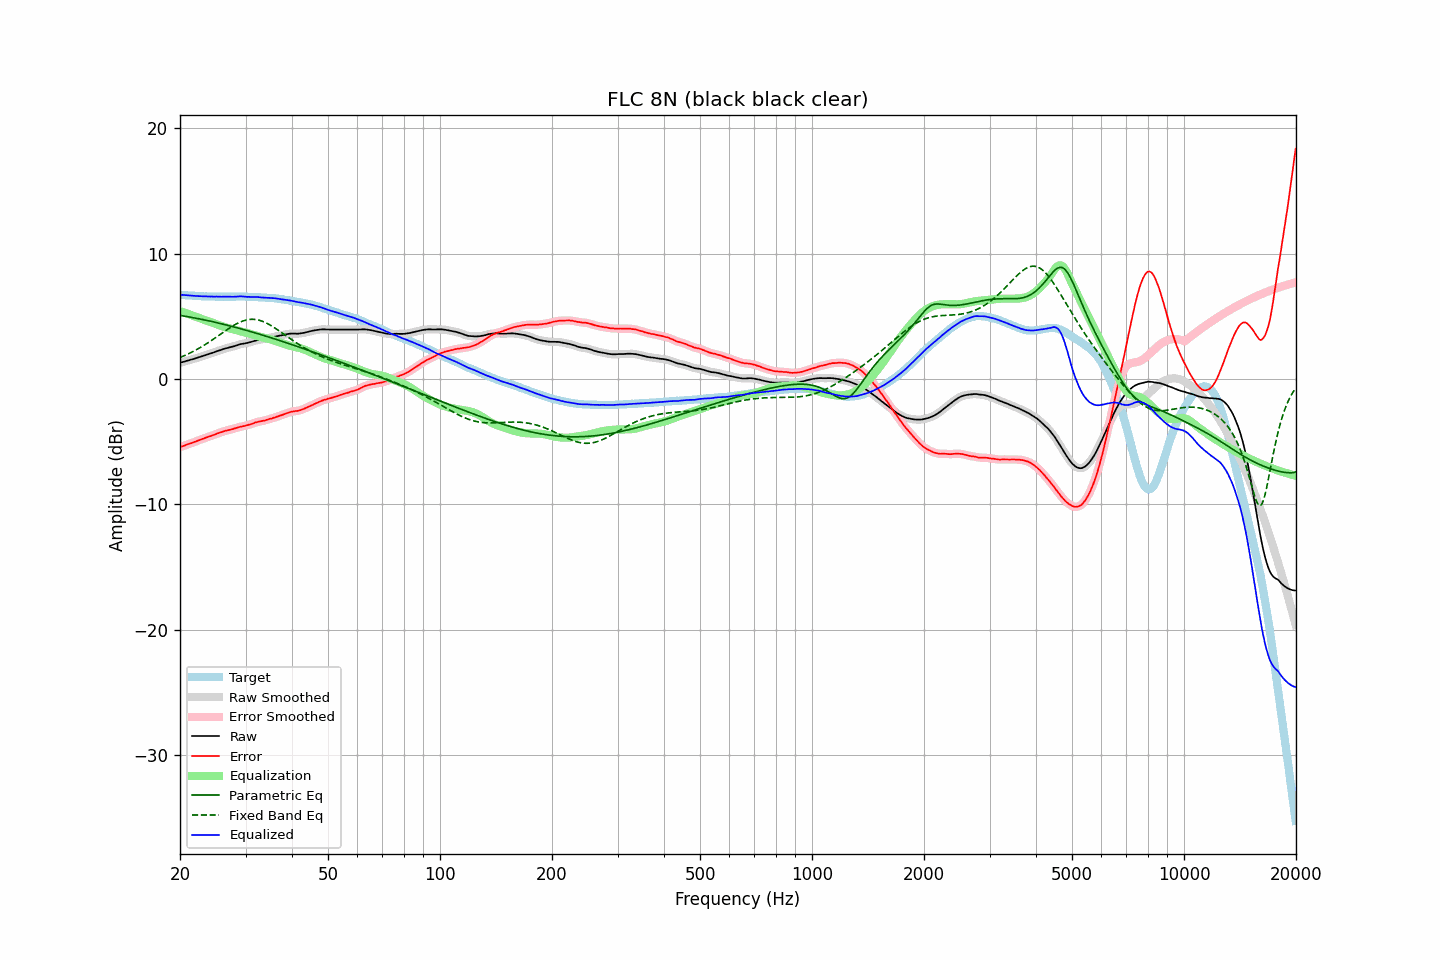 FLC 8N (black black clear)
20
10
0
−10
−20
−30
Amplitude (dBr)
Target
Raw Smoothed
Error Smoothed
Raw
Error
Equalization
Parametric Eq
Fixed Band Eq
Equalized
20 50 100 200 500 1000 2000 5000 10000 20000
Frequency (Hz)